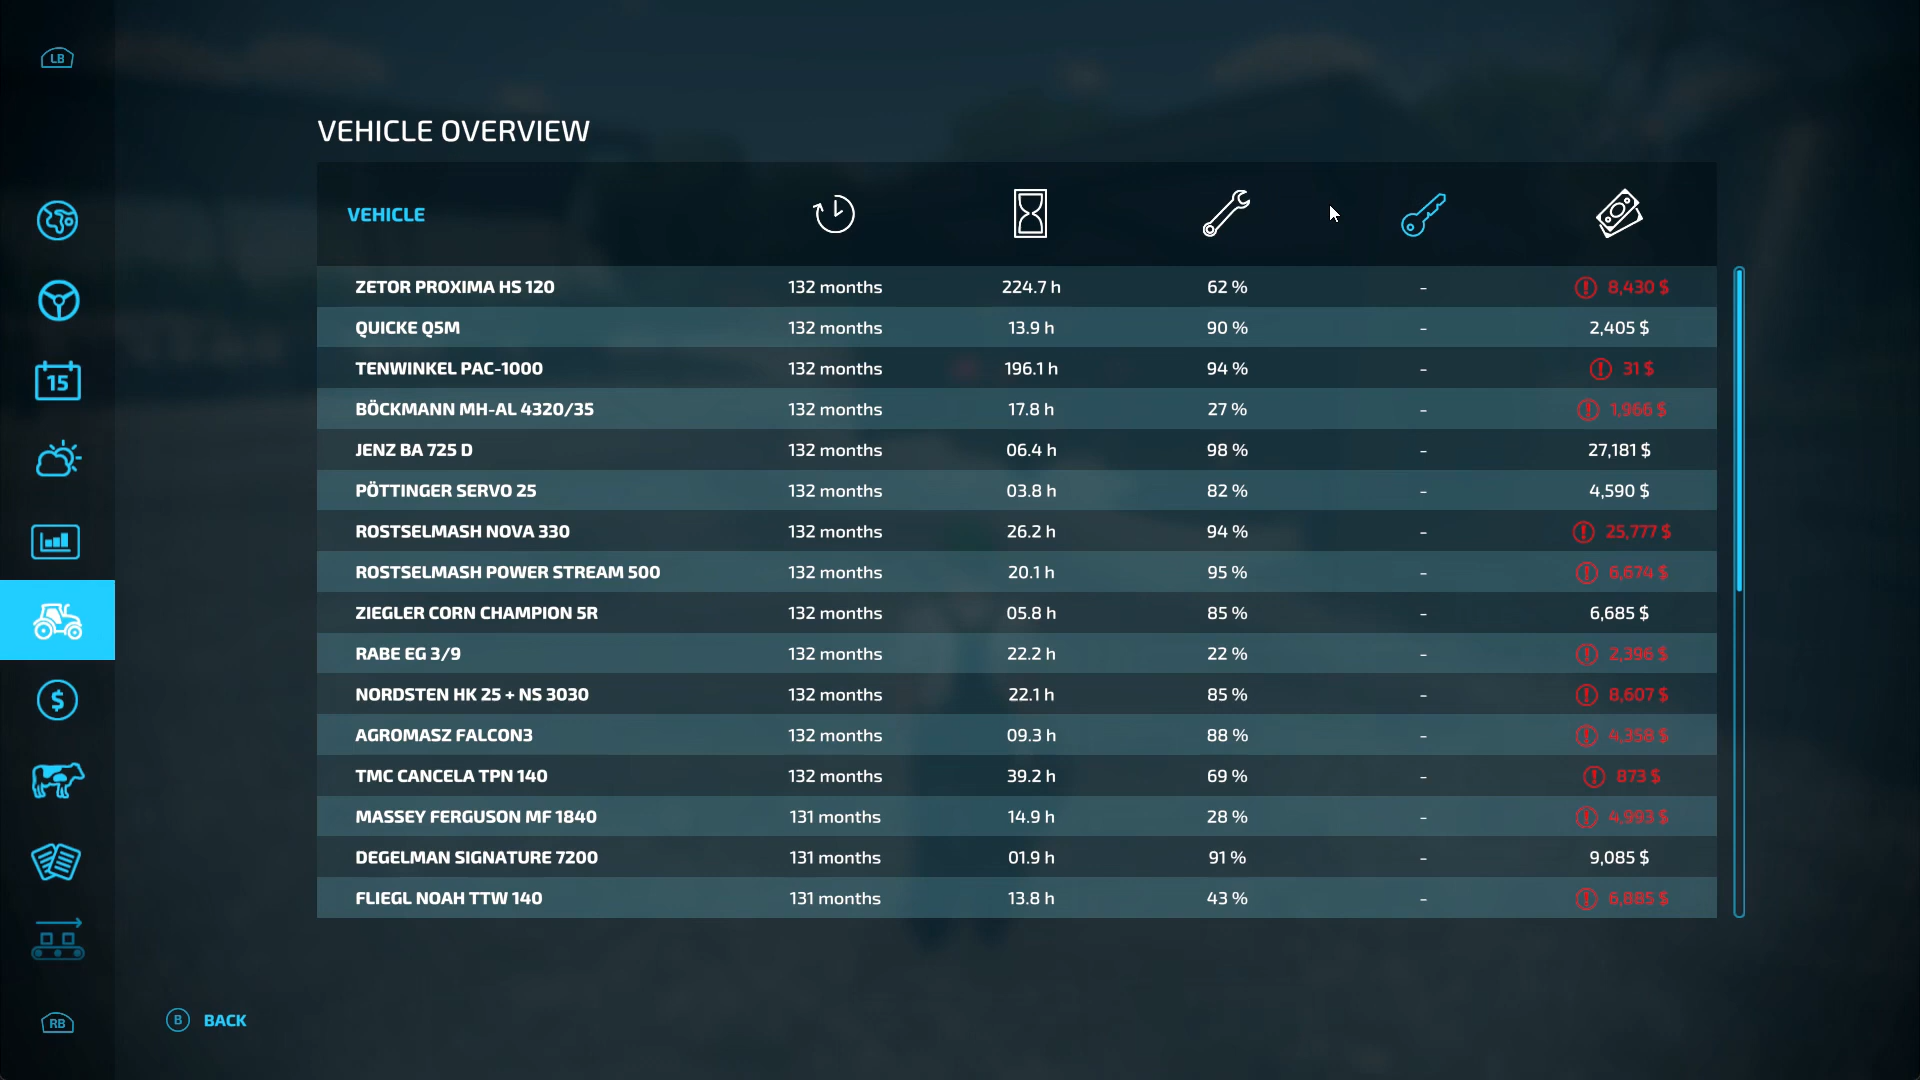 LB
VEHICLE OVERVIEW
VEHICLE
ZETOR PROXIMA HS 120 132 months 224.7 h 62 % - 8,430 $
QUICKE Q5M 132 months 13.9 h 90 % - 2,405 $
TENWINKEL PAC-1000 132 months 196.1 h 94 % - 31 $
BÖCKMANN MH-AL 4320/35 132 months 17.8 h 27 % - 1,966 $
JENZ BA 725 D 132 months 06.4 h 98 % - 27,181 $
PÖTTINGER SERVO 25 132 months 03.8 h 82 % - 4,590 $
ROSTSELMASH NOVA 330 132 months 26.2 h 94 % - 25,777 $
ROSTSELMASH POWER STREAM 500 132 months 20.1 h 95 % - 6,674 $
ZIEGLER CORN CHAMPION 5R 132 months 05.8 h 85 % - 6,685 $
RABE EG 3/9 132 months 22.2 h 22 % - 2,396 $
NORDSTEN HK 25 + NS 3030 132 months 22.1 h 85 % - 8,607 $
AGROMASZ FALCON3 132 months 09.3 h 88 % - 4,358 $
TMC CANCELA TPN 140 132 months 39.2 h 69 % - 873 $
MASSEY FERGUSON MF 1840 131 months 14.9 h 28 % - 4,993 $
DEGELMAN SIGNATURE 7200 131 months 01.9 h 91 % - 9,085 $
FLIEGL NOAH TTW 140 131 months 13.8 h 43 % - 6,885 $
15
$
RB
B BACK